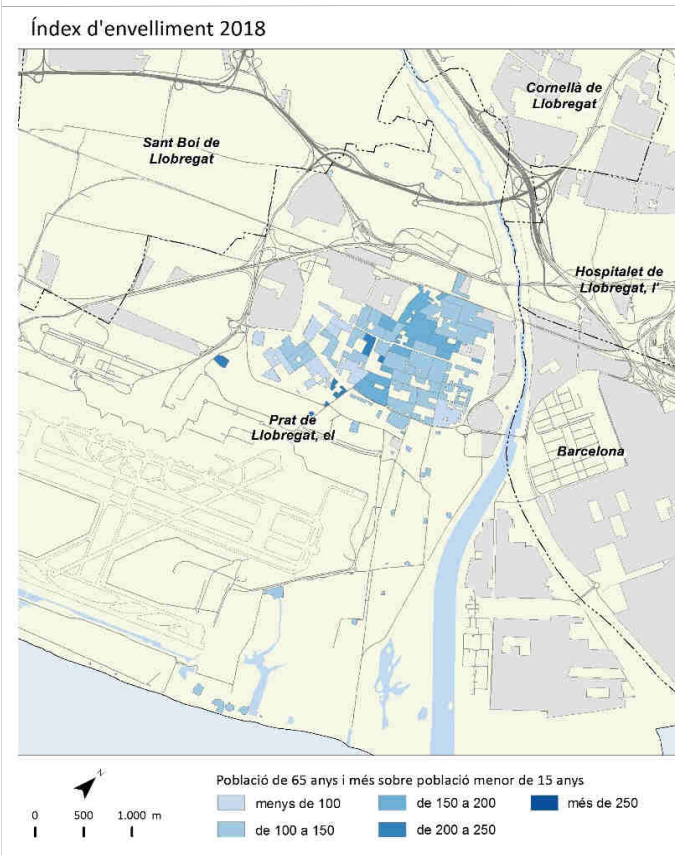 Índex d'envelliment 2018
Cornellà de
Llobregat
Sant Boi de
Llobregat
Hospitalet de
Llobregat, l'
Prat de
Llobregat, el
Barcelona
N
Població de 65 anys i més sobre població menor de 15 anys
0 500 1.000 m
menys de 100
de 150 a 200
més de 250
de 100 a 150
de 200 a 250